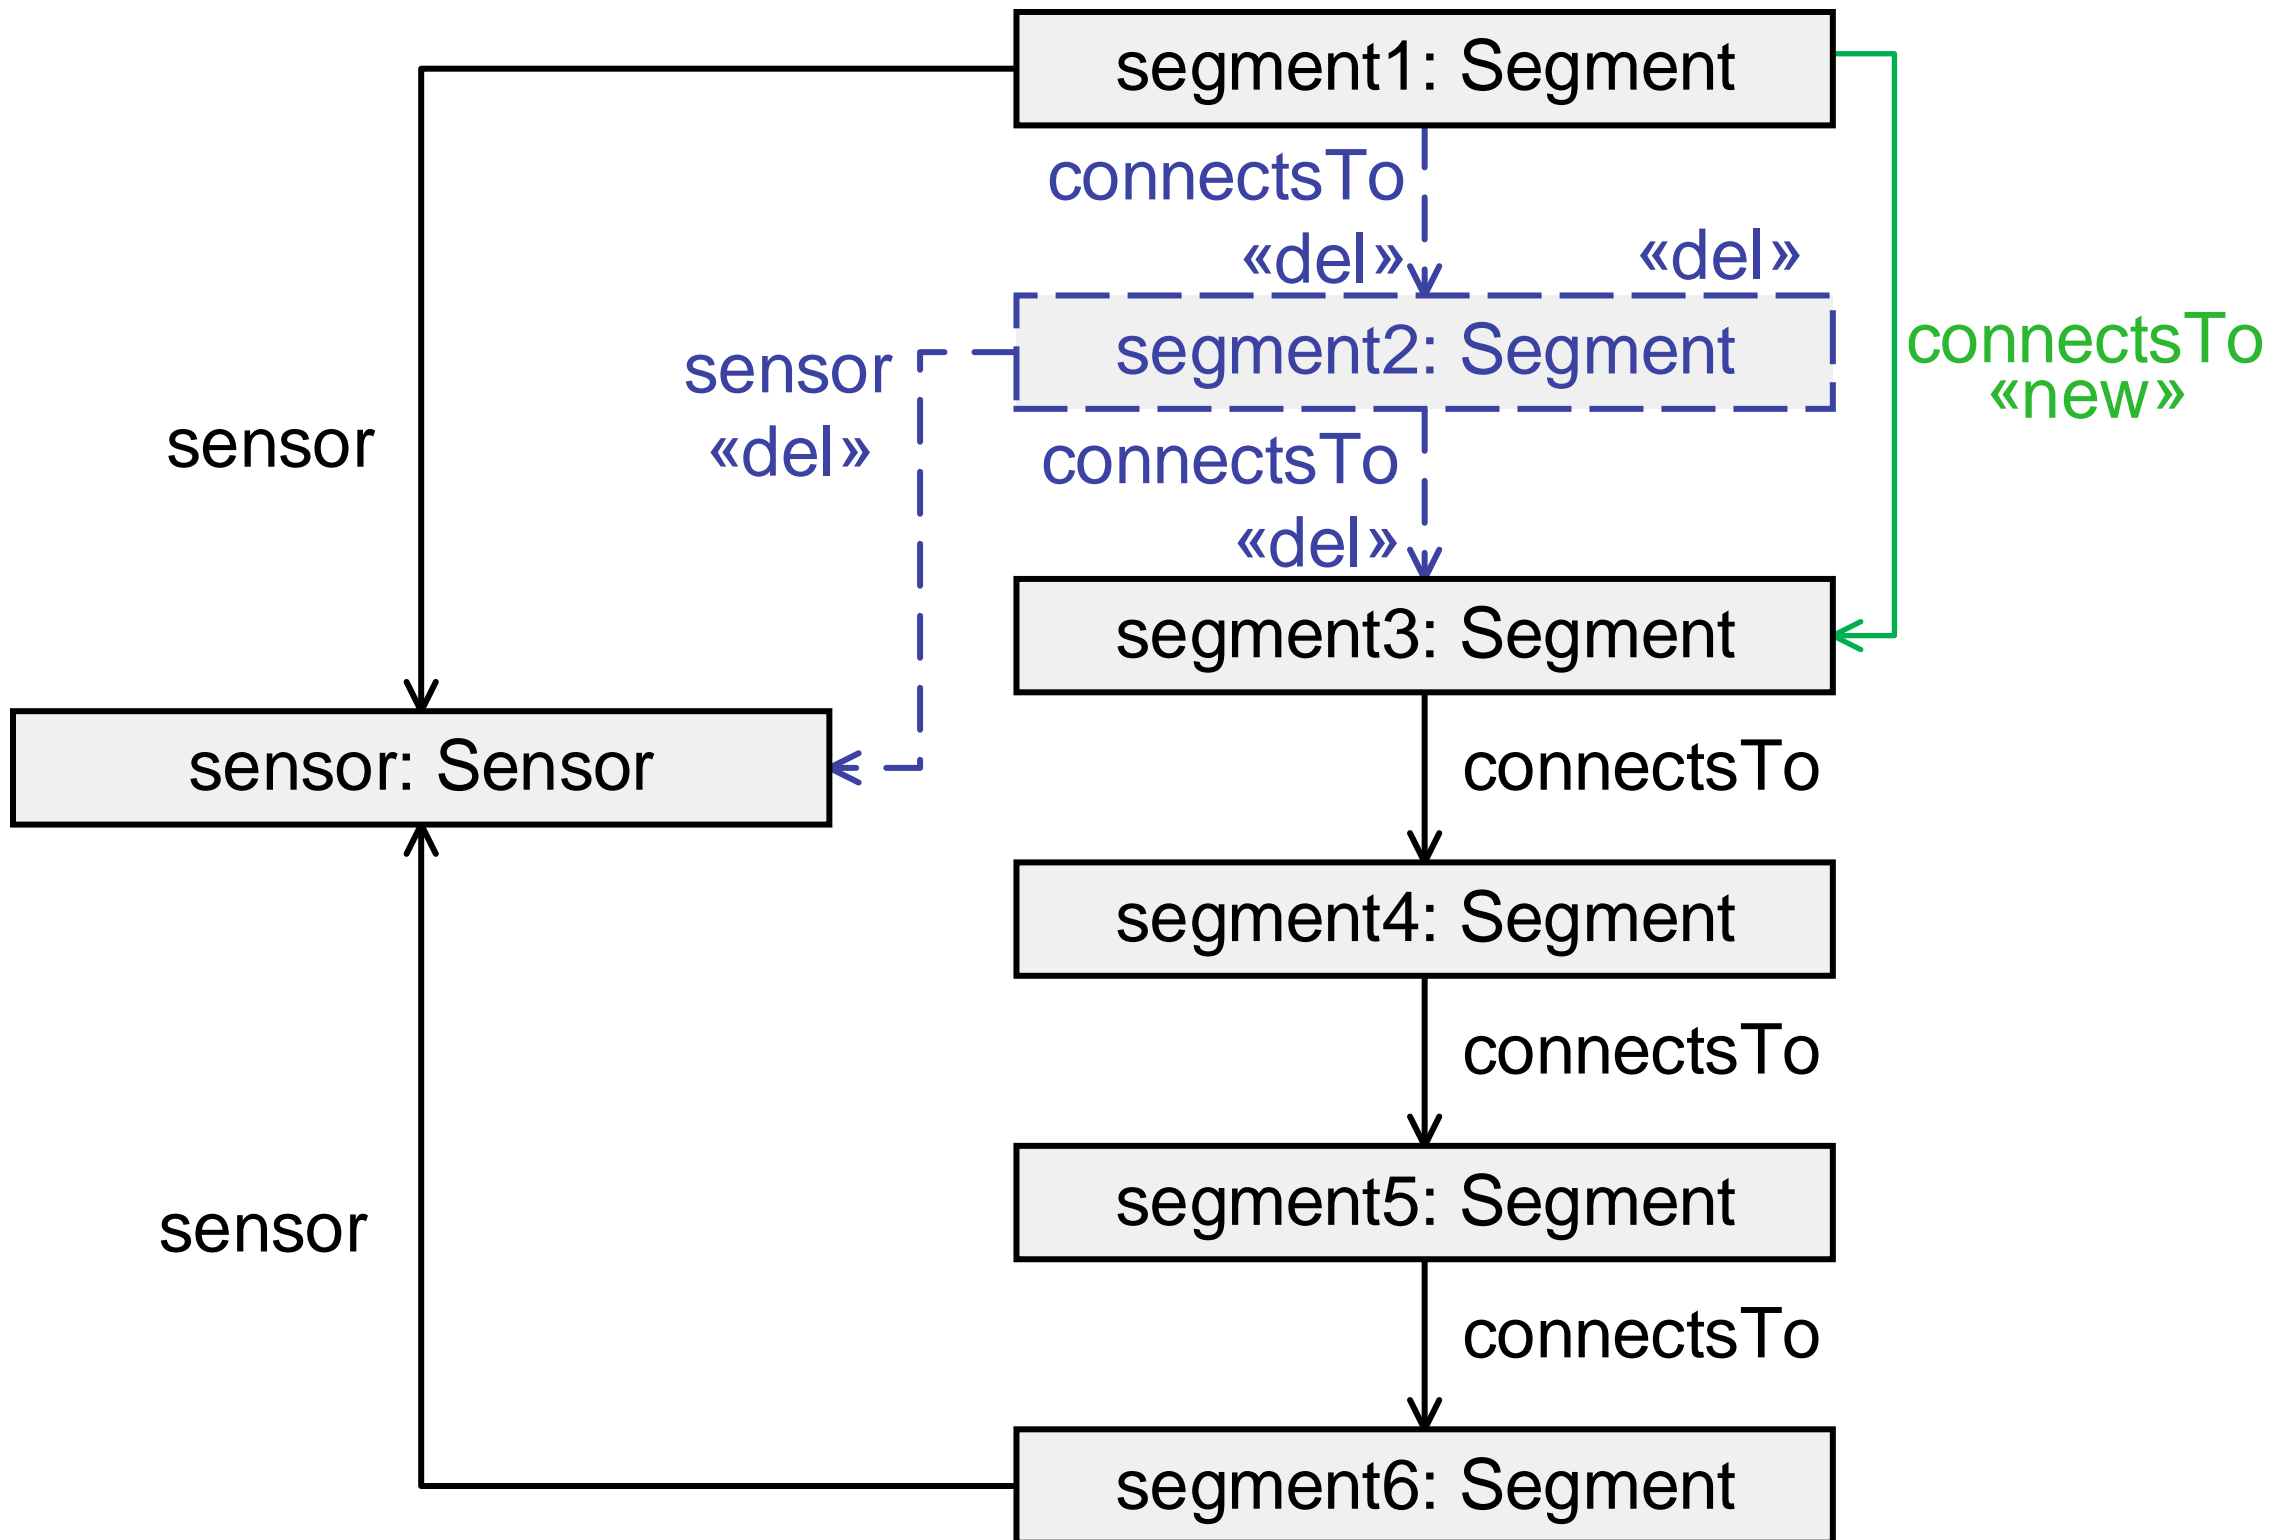 segment1: Segment
connectsTo
«del»
«del»
segment2: Segment
connectsTo
«new»
sensor
«del»
sensor
connectsTo
«del»
segment3: Segment
sensor: Sensor
connectsTo
segment4: Segment
connectsTo
segment5: Segment
sensor
connectsTo
segment6: Segment